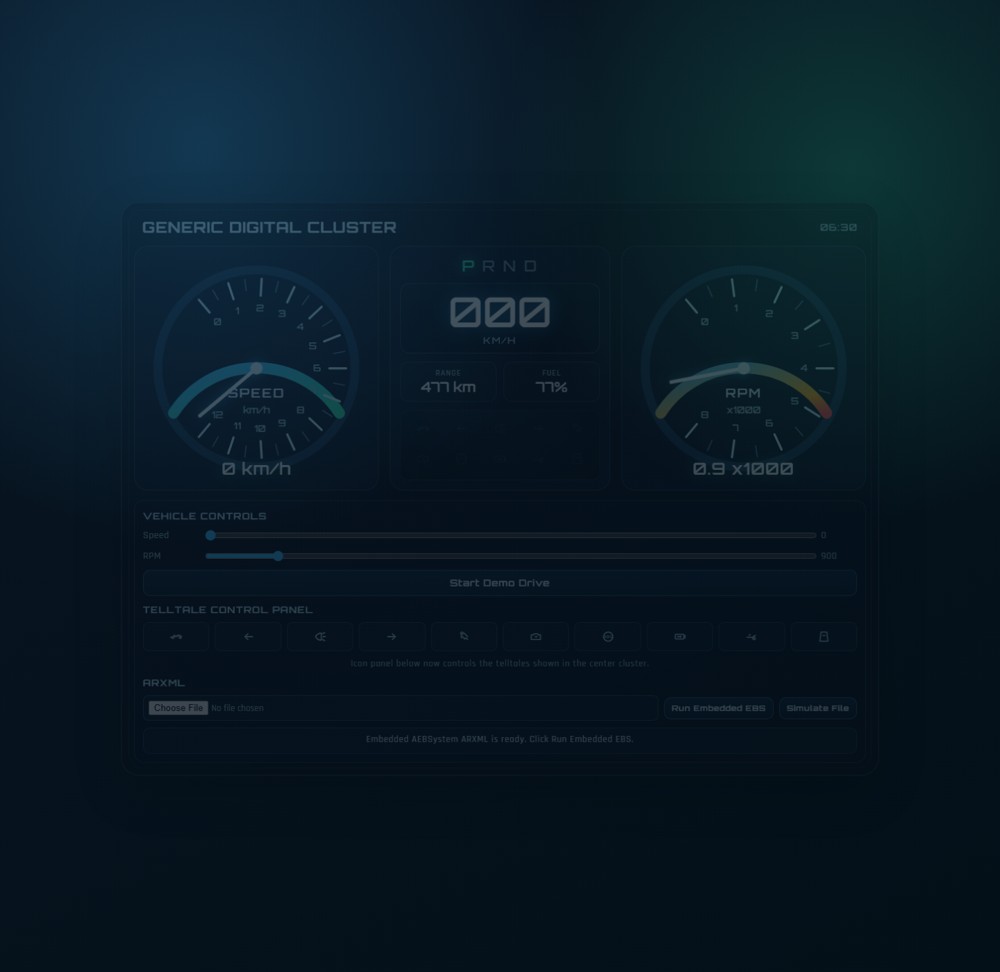 GENERIC DIGITAL CLUSTER
06:30
0 1 2 3 4 5 6 8 9 10 11 12
SPEED
km/h
0 km/h
P R N D
000
KM/H
RANGE
477 km
FUEL
77%
0 1 2 3 4 5 6 7 8
RPM
x1000
0.9 x1000
VEHICLE CONTROLS
Speed 0
RPM 900
Start Demo Drive
TELLTALE CONTROL PANEL
Icon panel below now controls the telltales shown in the center cluster.
ARXML
Choose File No file chosen
Run Embedded EBS
Simulate File
Embedded AEBSystem ARXML is ready. Click Run Embedded EBS.